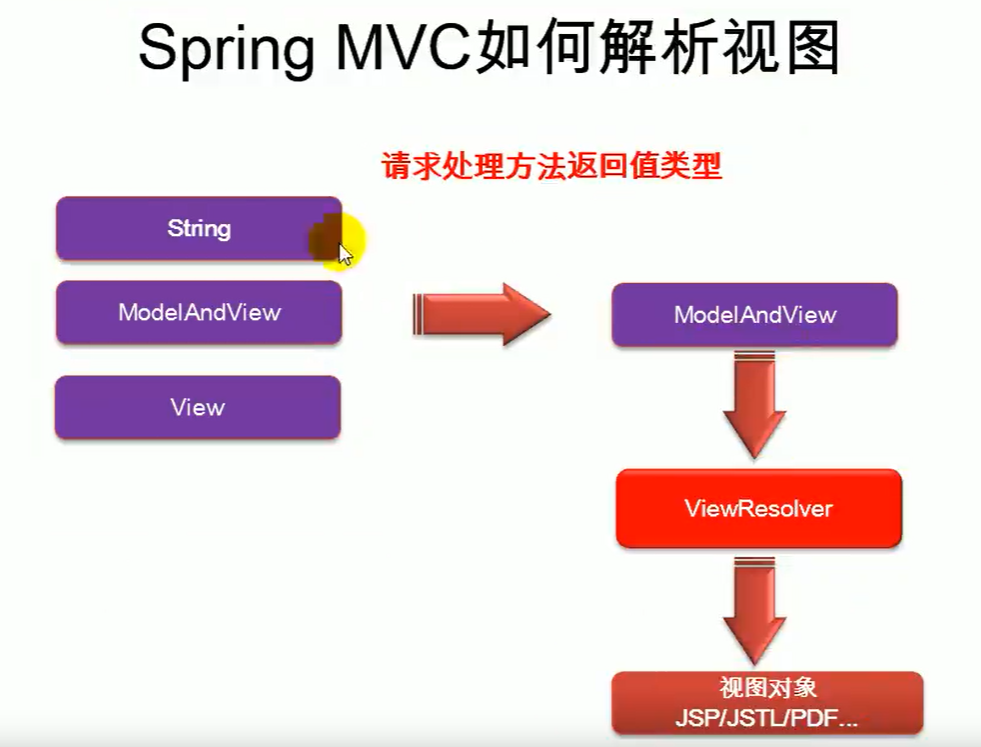 Spring MVC如何解析视图
请求处理方法返回值类型
String
ModelAndView
View
ModelAndView
ViewResolver
视图对象
JSP/JSTL/PDF...